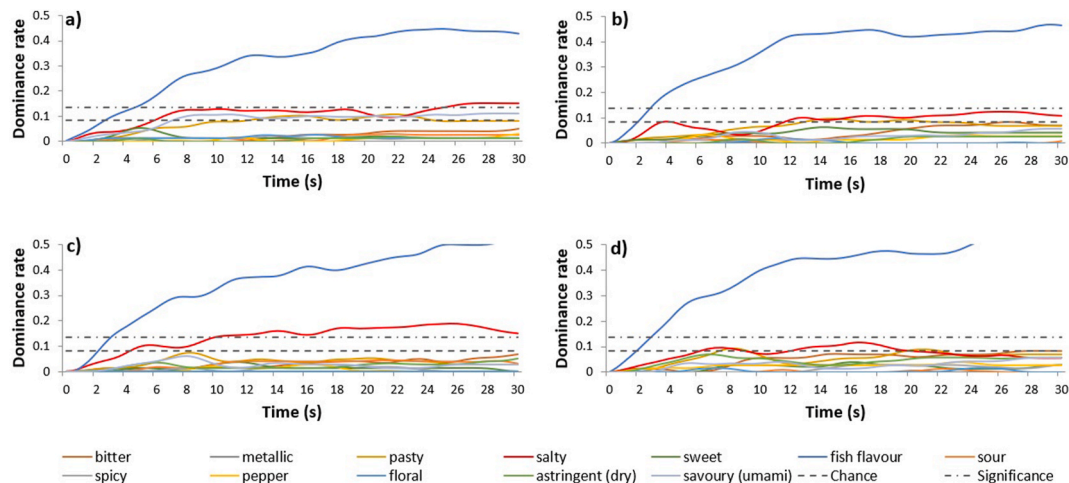 a)
Dominance rate
0.5
0.4
0.3
0.2
0.1
0
0 2 4 6 8 10 12 14 16 18 20 22 24 26 28 30
Time (s)
b)
Dominance rate
0.5
0.4
0.3
0.2
0.1
0
0 2 4 6 8 10 12 14 16 18 20 22 24 26 28 30
Time (s)
c)
Dominance rate
0.5
0.4
0.3
0.2
0.1
0
0 2 4 6 8 10 12 14 16 18 20 22 24 26 28 30
Time (s)
d)
Dominance rate
0.5
0.4
0.3
0.2
0.1
0
0 2 4 6 8 10 12 14 16 18 20 22 24 26 28 30
Time (s)
bitter metallic pasty salty sweet fish flavour sour
spicy pepper floral astringent (dry) savoury (umami) Chance Significance